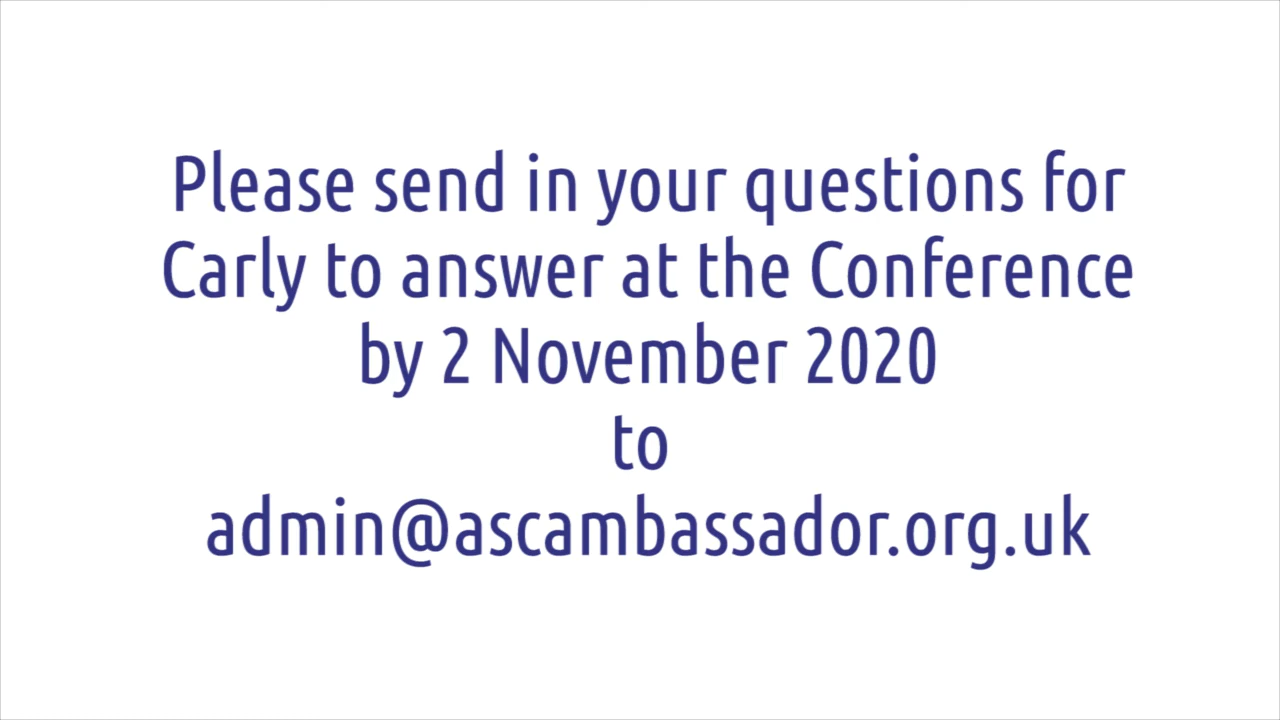 Please send in your questions for
Carly to answer at the Conference
by 2 November 2020
to
admin@ascambassador.org.uk